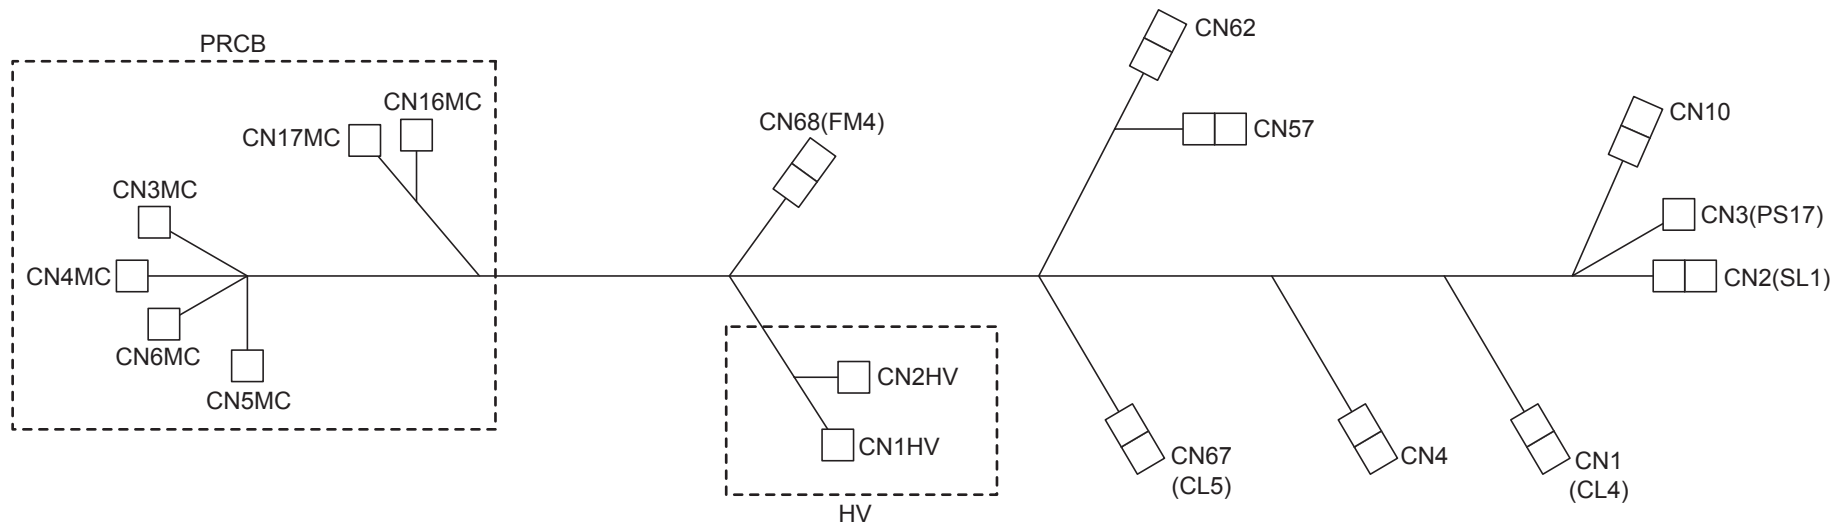 PRCB
CN16MC
CN17MC
CN3MC
CN4MC
CN6MC
CN5MC
CN68(FM4)
CN2HV
CN1HV
HV
CN62
CN57
CN67
(CL5)
CN4
CN1
(CL4)
CN10
CN3(PS17)
CN2(SL1)